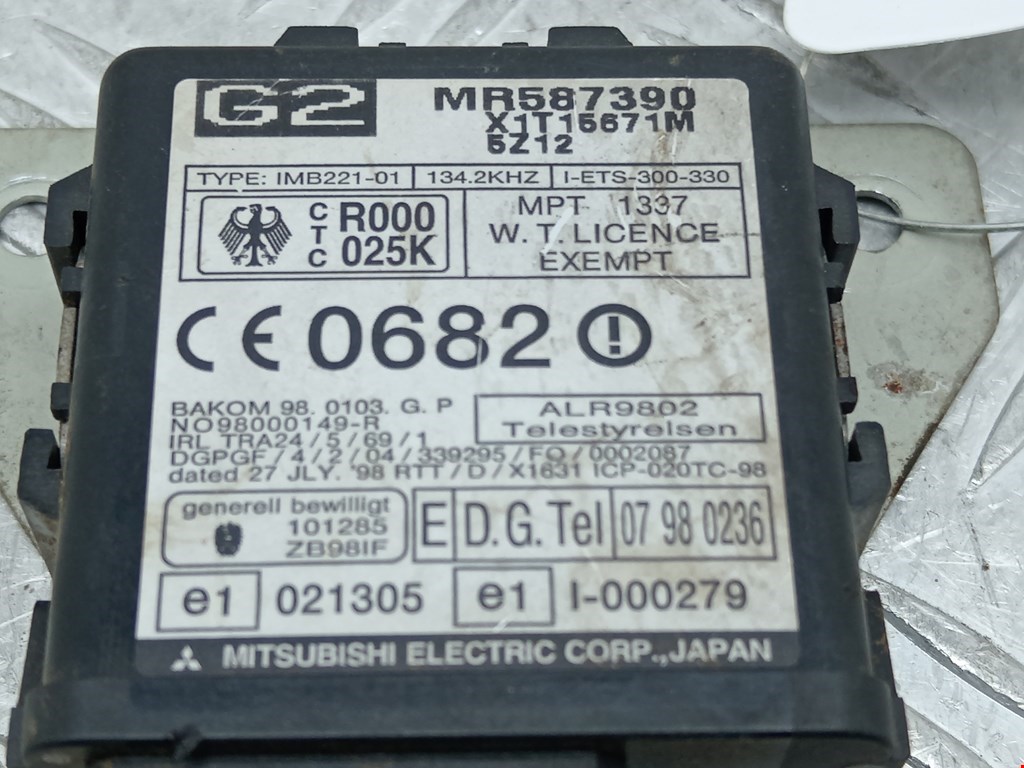 G2
MR587390
X1T15671M
5Z12
TYPE: IMB221-01 134.2KHZ I-ETS-300-330
CTC R000 025K
MPT 1337
W. T. LICENCE
EXEMPT
CE 0682
BAKOM 98. 0103. G. P
NO98000149-R
IRL TRA24/5/69/1
ALR9802
Telestyrelsen
DGPGF/4/2/04/339295/FO/0002087
dated 27 JLY. '98 RTT/D/X1631 ICP-020TC-98
generell bewilligt
101285
ZB98IF
E D.G.Tel 07 98 0236
e1 021305 e1 I-000279
MITSUBISHI ELECTRIC CORP.,JAPAN